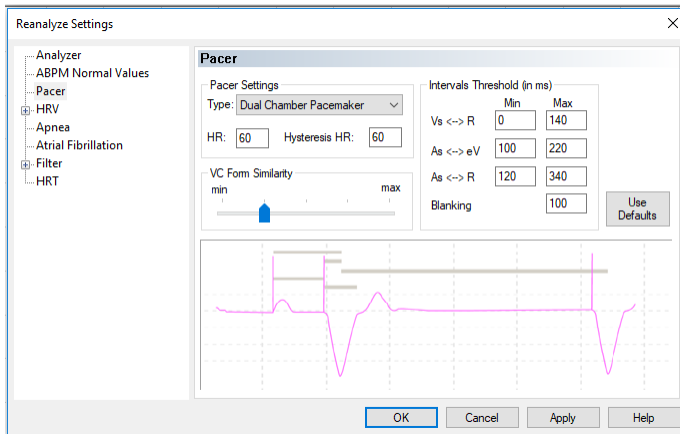 Reanalyze Settings
Analyzer
ABPM Normal Values
Pacer
HRV
Apnea
Atrial Fibrillation
Filter
HRT
Pacer
Pacer Settings
Type: Dual Chamber Pacemaker
HR: 60 Hysteresis HR: 60
VC Form Similarity
min max
Intervals Threshold (in ms)
Min Max
Vs <--> R 0 140
As <--> eV 100 220
As <--> R 120 340
Blanking 100
Use
Defaults
OK Cancel Apply Help